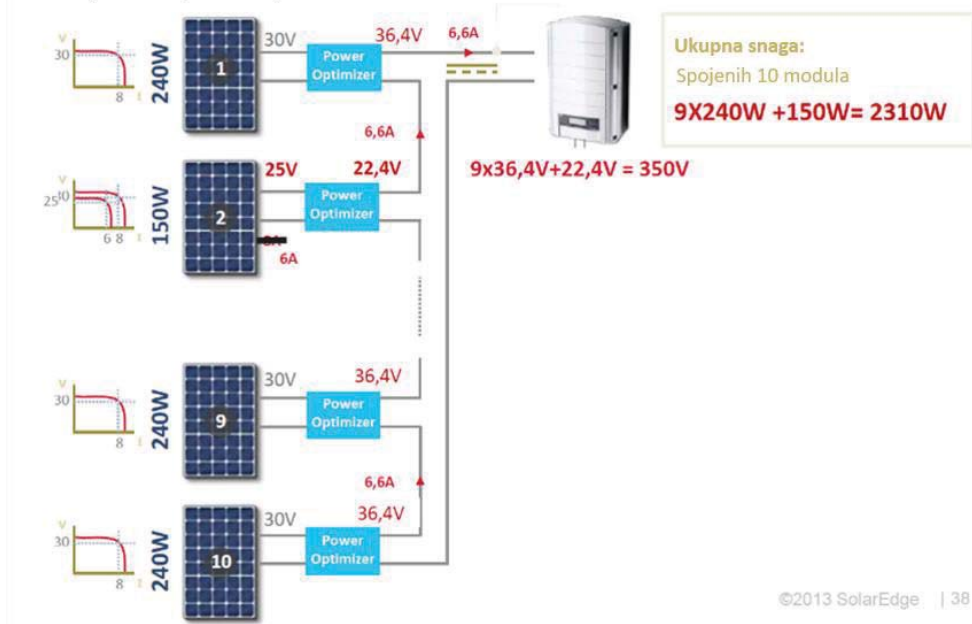 V
30
8
I
240W
1
30V
Power
Optimizer
36,4V
6,6A
Ukupna snaga:
Spojenih 10 modula
9X240W +150W= 2310W
6,6A
9x36,4V+22,4V = 350V
V
25
6 8
I
150W
2
25V
22,4V
Power
Optimizer
6A
V
30
8
I
240W
9
30V
36,4V
Power
Optimizer
6,6A
V
30
8
I
240W
10
30V
36,4V
Power
Optimizer
©2013 SolarEdge | 38